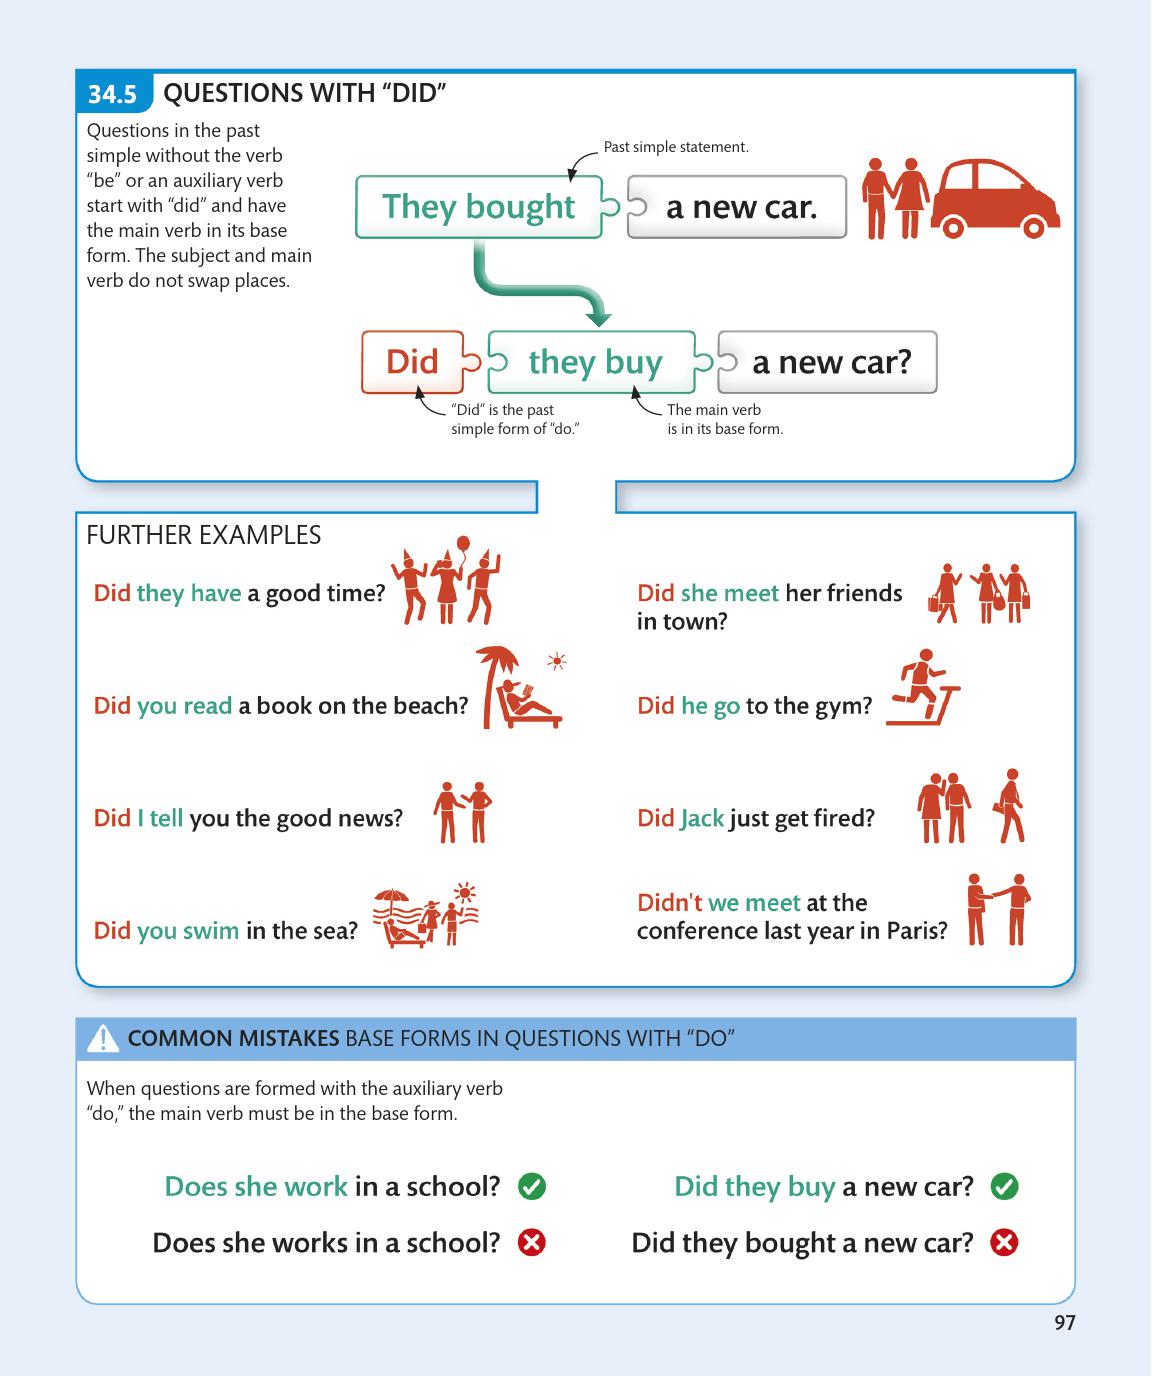 34.5 QUESTIONS WITH “DID”
Questions in the past
simple without the verb
“be” or an auxiliary verb
start with “did” and have
the main verb in its base
form. The subject and main
verb do not swap places.
Past simple statement.
They bought a new car.
Did they buy a new car?
“Did” is the past
simple form of “do.”
The main verb
is in its base form.
FURTHER EXAMPLES
Did they have a good time?
Did you read a book on the beach?
Did I tell you the good news?
Did you swim in the sea?
Did she meet her friends
in town?
Did he go to the gym?
Did Jack just get fired?
Didn't we meet at the
conference last year in Paris?
COMMON MISTAKES BASE FORMS IN QUESTIONS WITH “DO”
When questions are formed with the auxiliary verb
“do,” the main verb must be in the base form.
Does she work in a school?
Does she works in a school?
Did they buy a new car?
Did they bought a new car?
97